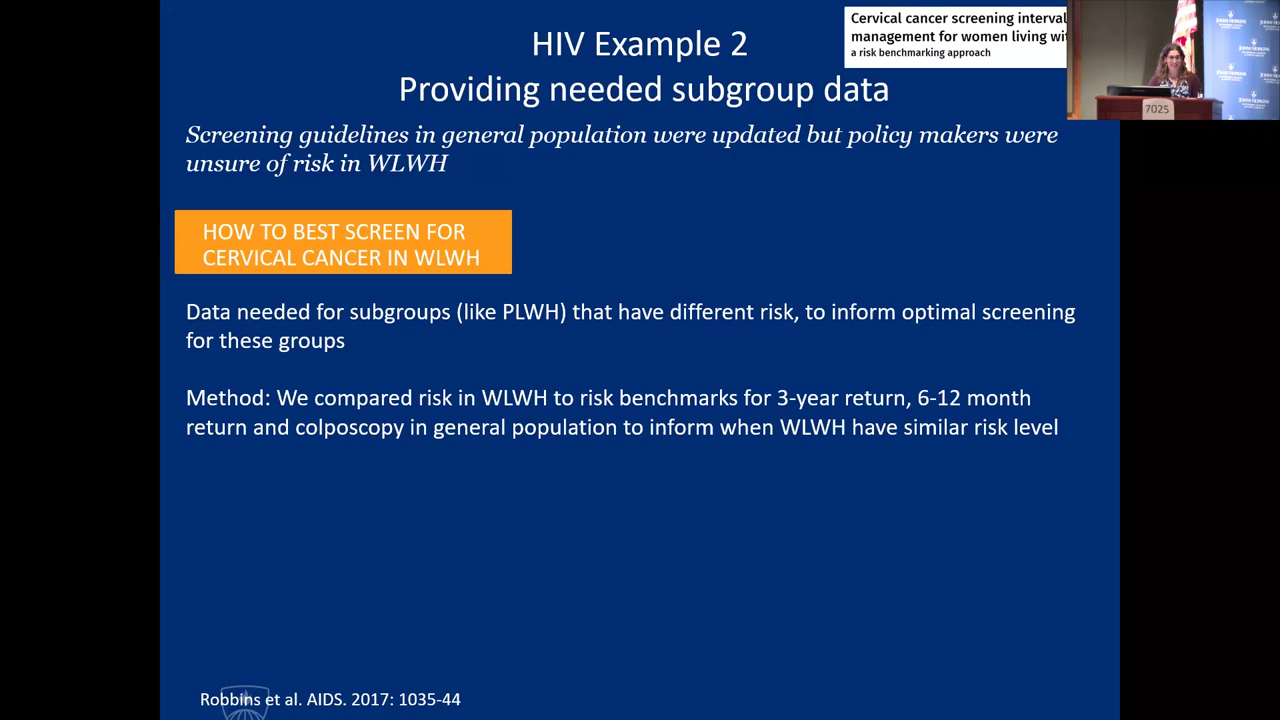 HIV Example 2
Providing needed subgroup data
Cervical cancer screening interval
management for women living
a risk benchmarking approach
7025
JOHNS HOPKINS
JOHNS HOPKINS
Screening guidelines in general population were updated but policy makers were
unsure of risk in WLWH
HOW TO BEST SCREEN FOR
CERVICAL CANCER IN WLWH
Data needed for subgroups (like PLWH) that have different risk, to inform optimal screening
for these groups
Method: We compared risk in WLWH to risk benchmarks for 3-year return, 6-12 month
return and colposcopy in general population to inform when WLWH have similar risk level
Robbins et al. AIDS. 2017: 1035-44